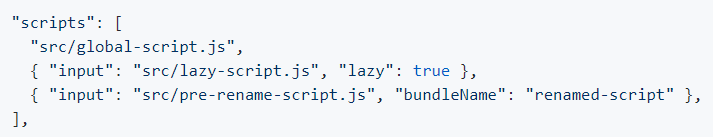 "scripts": [
"src/global-script.js",
{ "input": "src/lazy-script.js", "lazy": true },
{ "input": "src/pre-rename-script.js", "bundleName": "renamed-script" },
],